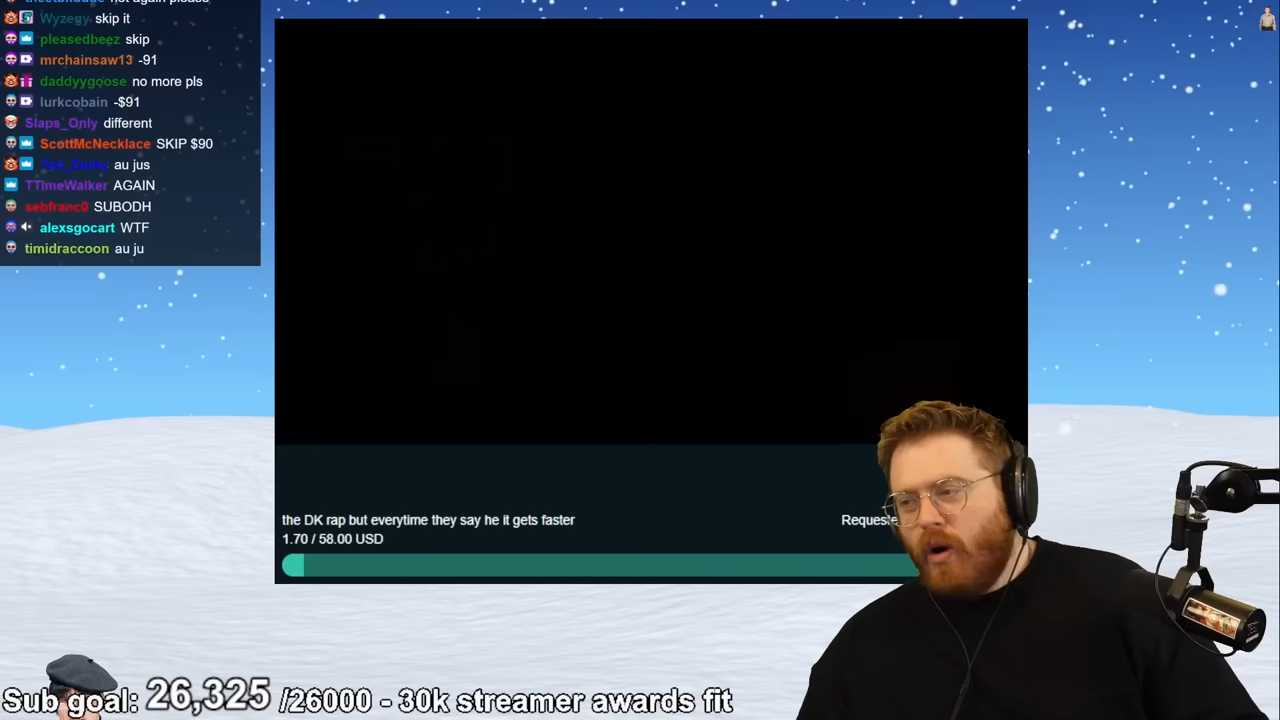 Wyzegy skip it
pleasedbeez skip
mrchainsaw13 -91
daddyygoose no more pls
lurkcobain -$91
Slaps_Only different
ScottMcNecklace SKIP $90
au jus
TTimeWalker AGAIN
sebfranc0 SUBODH
alexsgocart WTF
timidraccoon au ju
the DK rap but everytime they say he it gets faster
1.70 / 58.00 USD
Sub goal: 26,325 /26000 - 30k streamer awards fit